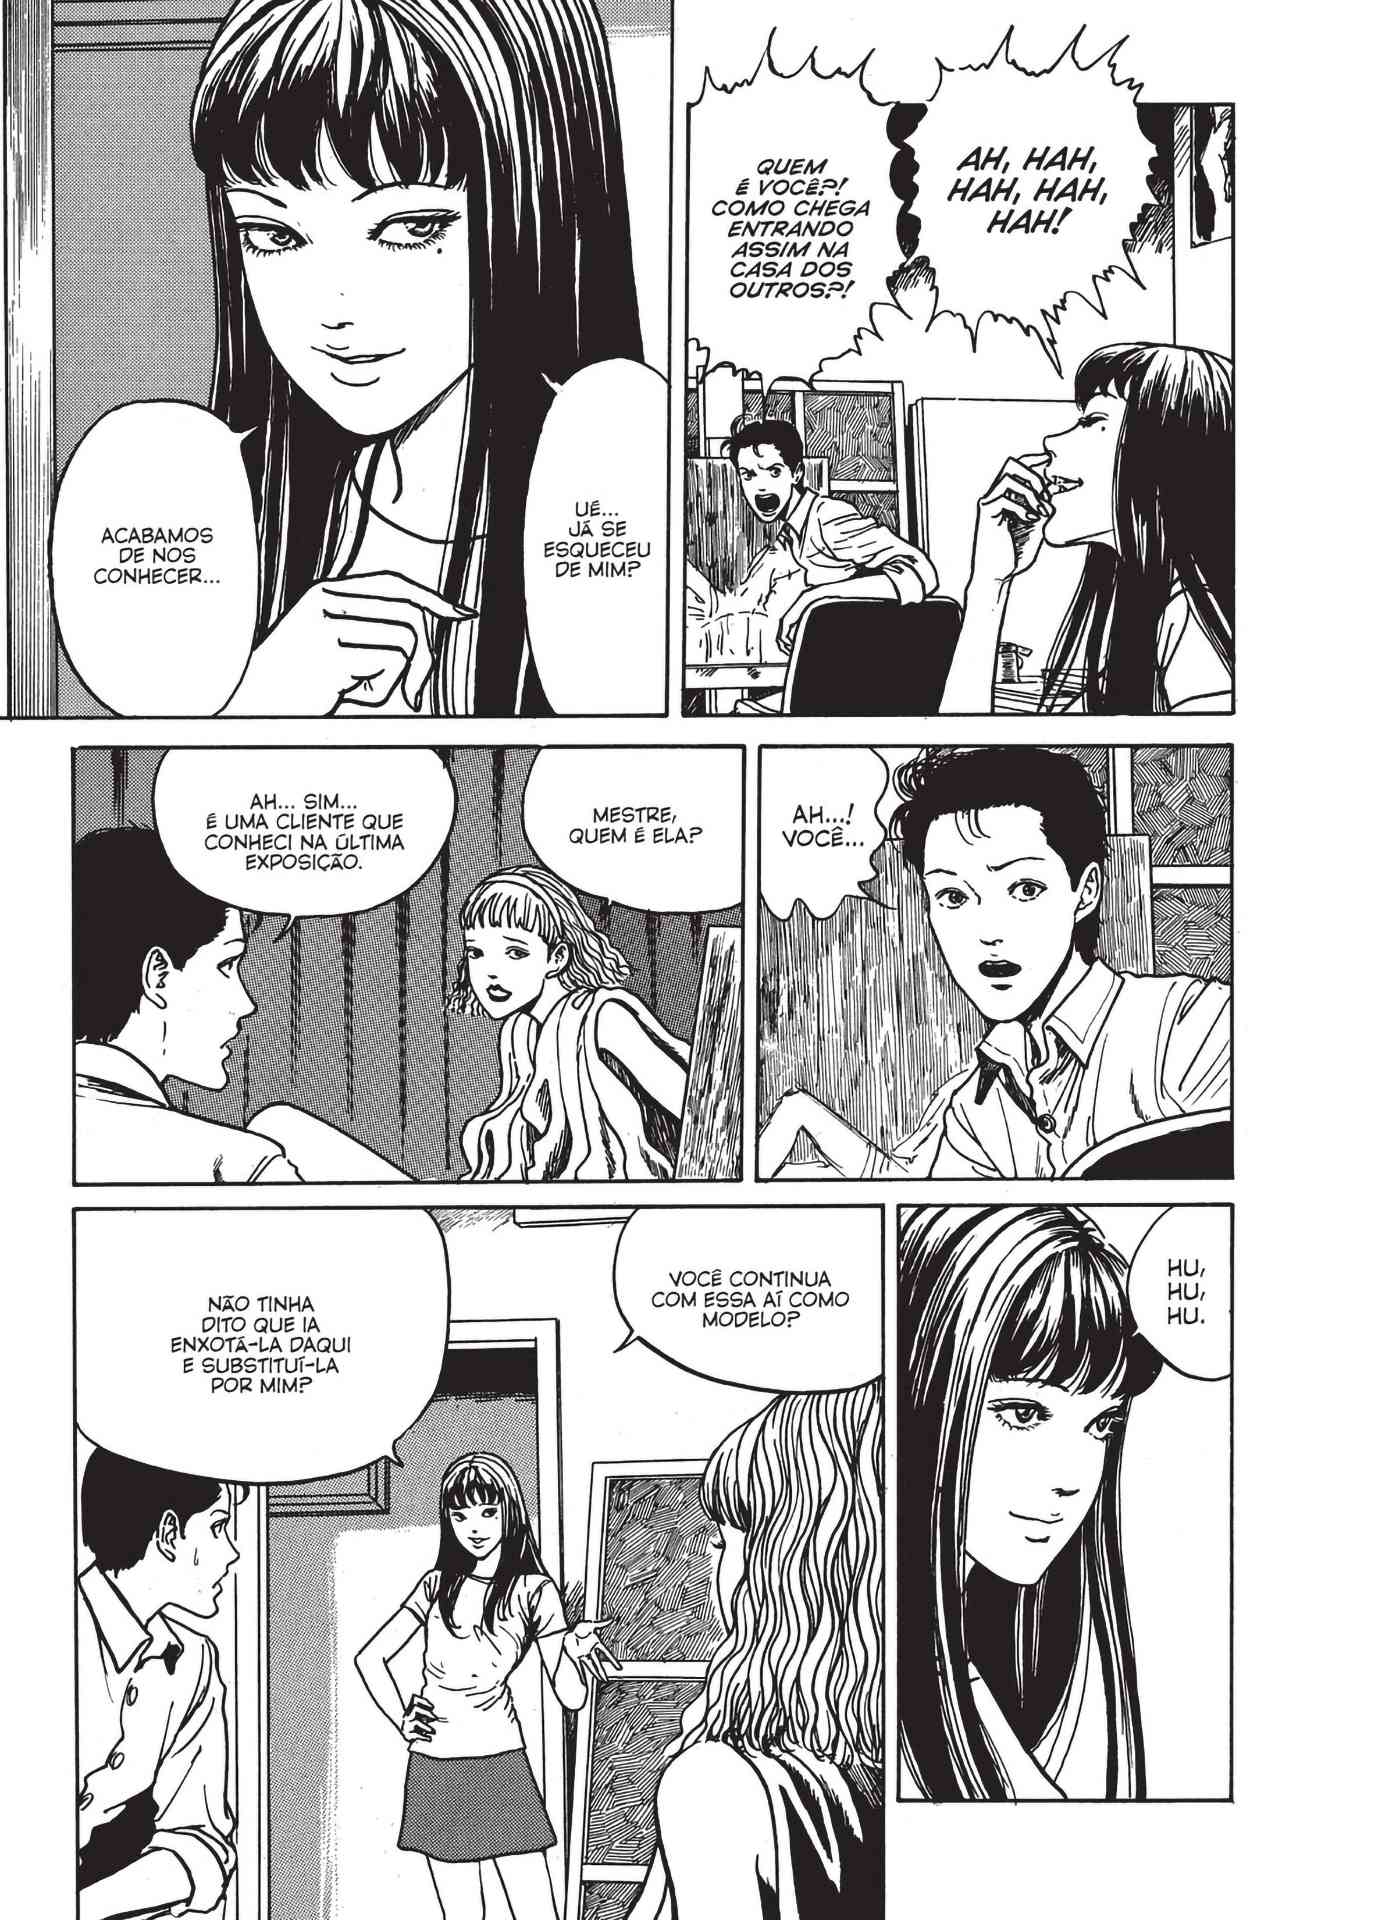 AH, HAH,
HAH, HAH,
HAH!
QUEM
É VOCÊ?!
COMO CHEGA
ENTRANDO
ASSIM NA
CASA DOS
OUTROS?!
UÉ...
JÁ SE
ESQUECEU
DE MIM?
ACABAMOS
DE NOS
CONHECER...
AH...!
VOCÊ...
MESTRE,
QUEM É ELA?
AH... SIM...
É UMA CLIENTE QUE
CONHECI NA ÚLTIMA
EXPOSIÇÃO.
HU,
HU,
HU.
VOCÊ CONTINUA
COM ESSA AÍ COMO
MODELO?
NÃO TINHA
DITO QUE IA
ENXOTÁ-LA DAQUI
E SUBSTITUÍ-LA
POR MIM?